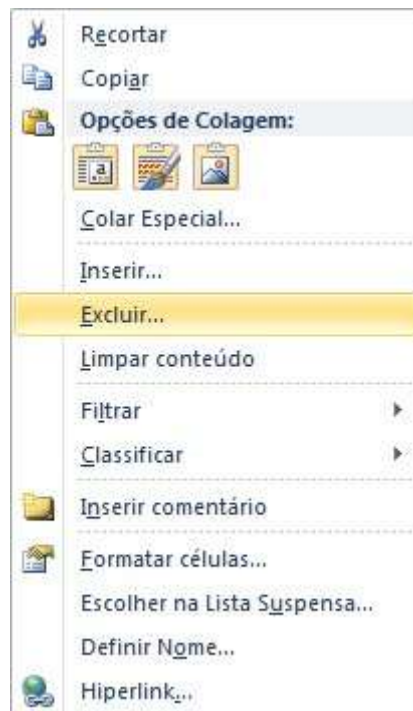 Recortar
Copiar
Opções de Colagem:
a
Colar Especial...
Inserir...
Excluir...
Limpar conteúdo
Filtrar
Classificar
Inserir comentário
Formatar células...
Escolher na Lista Suspensa...
Definir Nome...
Hiperlink...